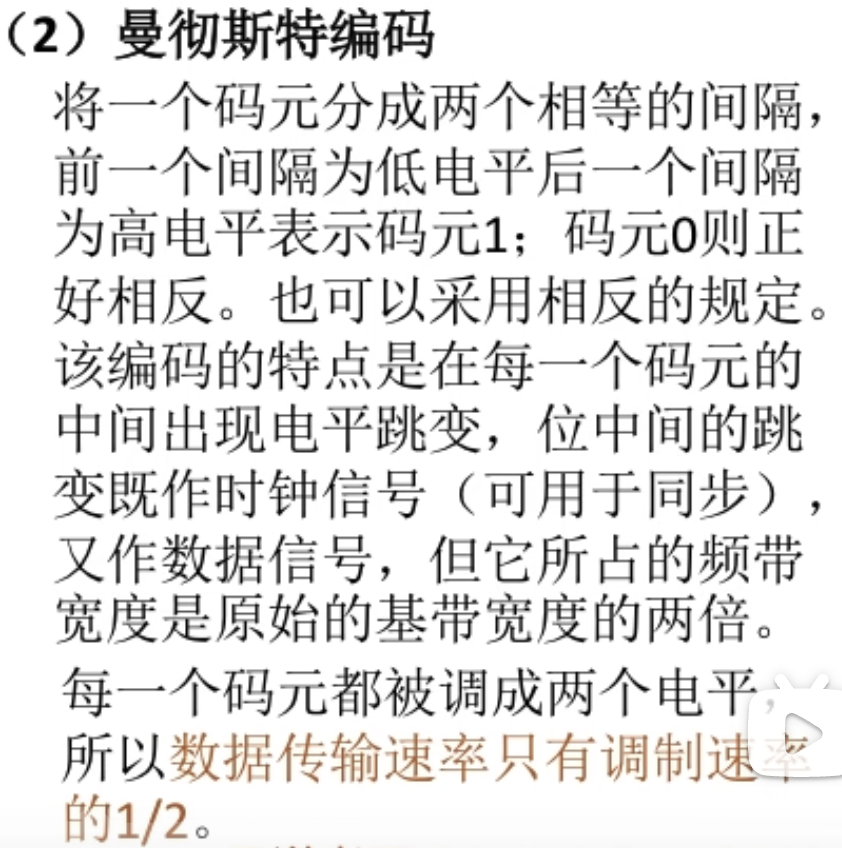 （2）曼彻斯特编码
将一个码元分成两个相等的间隔，
前一个间隔为低电平后一个间隔
为高电平表示码元1；码元0则正
好相反。也可以采用相反的规定。
该编码的特点是在每一个码元的
中间出现电平跳变，位中间的跳
变既作时钟信号（可用于同步），
又作数据信号，但它所占的频带
宽度是原始的基带宽度的两倍。
每一个码元都被调成两个电平，
所以数据传输速率只有调制速率
的1/2。